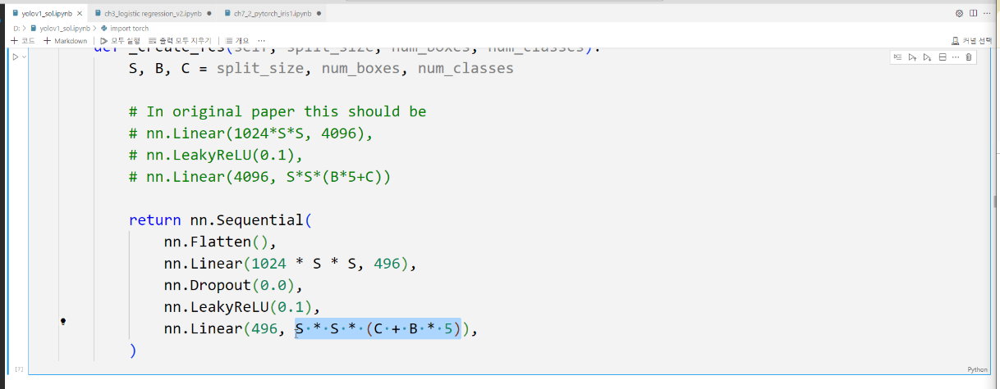 yolov1_sol.ipynb × ch3_logistic regression_v2.ipynb ● ch7_2_pytorch_iris1.ipynb ●
D: > yolov1_sol.ipynb > import torch
+ 코드 + Markdown ▷ 모두 실행 출력 모두 지우기 개요 ···
커널 선택
def _create_fcs(self, split_size, num_boxes, num_classes):
S, B, C = split_size, num_boxes, num_classes
# In original paper this should be
# nn.Linear(1024*S*S, 4096),
# nn.LeakyReLU(0.1),
# nn.Linear(4096, S*S*(B*5+C))
return nn.Sequential(
nn.Flatten(),
nn.Linear(1024 * S * S, 496),
nn.Dropout(0.0),
nn.LeakyReLU(0.1),
nn.Linear(496, S * S * (C + B * 5)),
)
[7]
Python